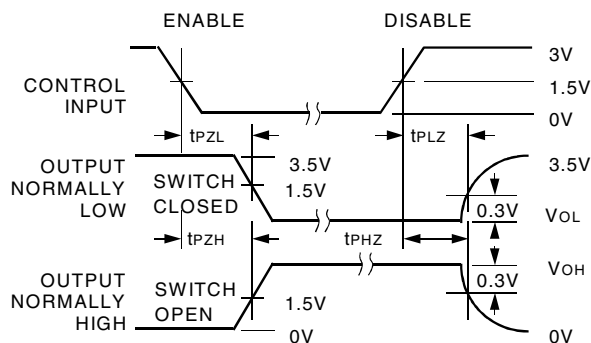 ENABLE DISABLE
3V
CONTROL INPUT
1.5V
0V
tPZL tPLZ
OUTPUT NORMALLY LOW
3.5V 3.5V
SWITCH CLOSED
1.5V
0.3V VOL
tPZH tPHZ
VOH
0.3V
OUTPUT NORMALLY HIGH
SWITCH OPEN
1.5V
0V 0V